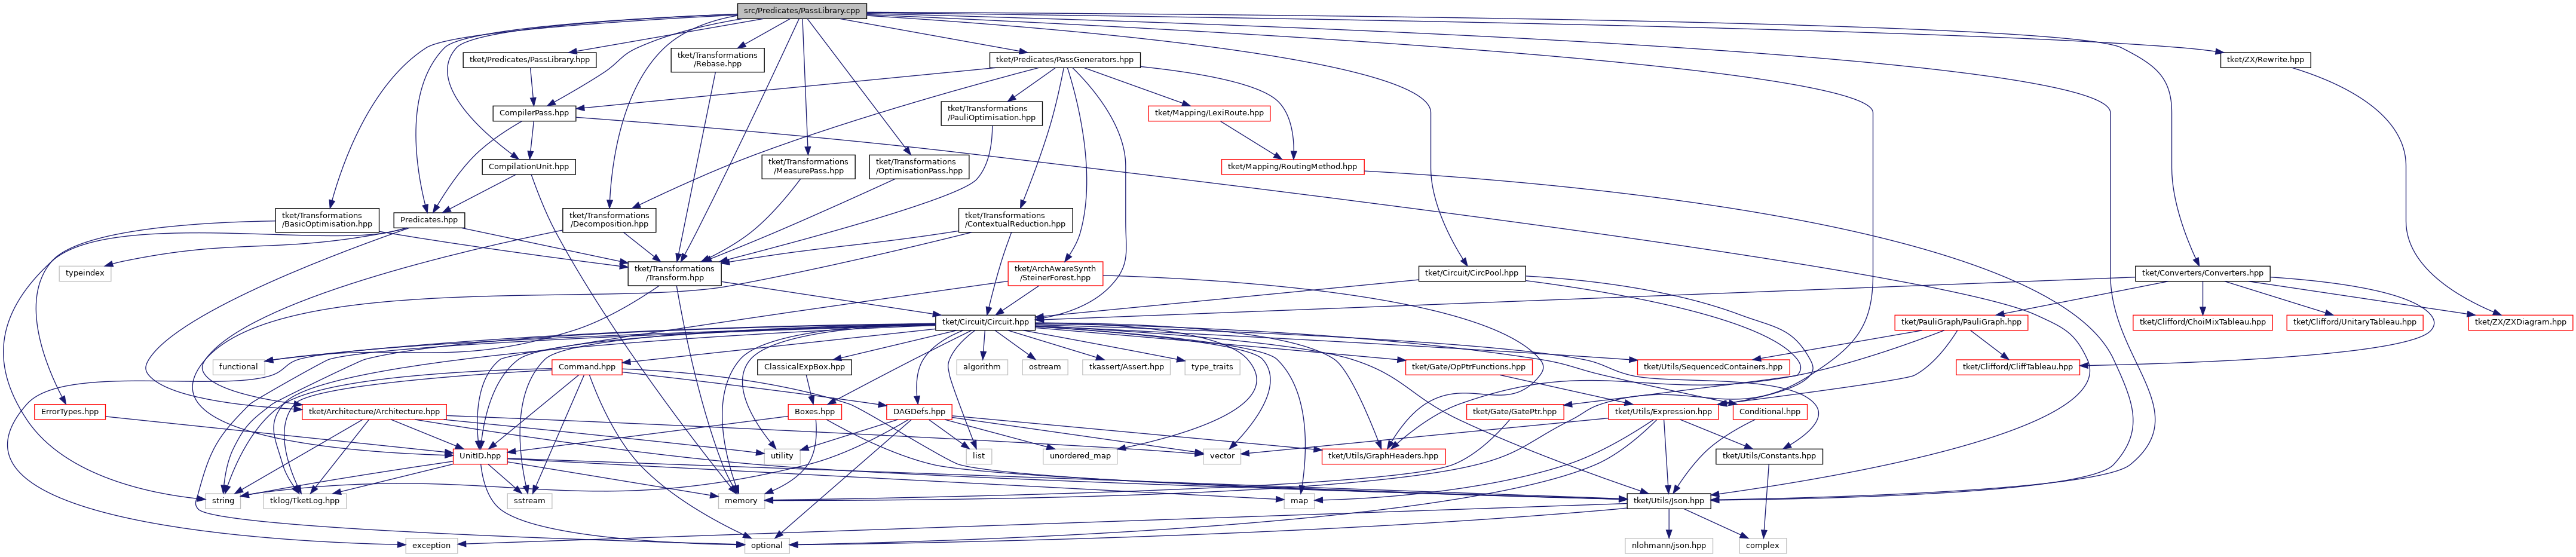 src/Predicates/PassLibrary.cpp
tket/Predicates/PassLibrary.hpp
tket/Transformations
/Rebase.hpp
tket/Predicates/PassGenerators.hpp
tket/ZX/Rewrite.hpp
CompilerPass.hpp
tket/Transformations
/PauliOptimisation.hpp
tket/Mapping/LexiRoute.hpp
CompilationUnit.hpp
tket/Transformations
/MeasurePass.hpp
tket/Transformations
/OptimisationPass.hpp
tket/Mapping/RoutingMethod.hpp
tket/Transformations
/BasicOptimisation.hpp
Predicates.hpp
tket/Transformations
/Decomposition.hpp
tket/Transformations
/ContextualReduction.hpp
typeindex
tket/Transformations
/Transform.hpp
tket/ArchAwareSynth
/SteinerForest.hpp
tket/Circuit/CircPool.hpp
tket/Converters/Converters.hpp
tket/Circuit/Circuit.hpp
tket/PauliGraph/PauliGraph.hpp
tket/Clifford/ChoiMixTableau.hpp
tket/Clifford/UnitaryTableau.hpp
tket/ZX/ZXDiagram.hpp
functional
Command.hpp
ClassicalExpBox.hpp
algorithm
ostream
tkassert/Assert.hpp
type_traits
tket/Gate/OpPtrFunctions.hpp
tket/Utils/SequencedContainers.hpp
tket/Clifford/CliffTableau.hpp
ErrorTypes.hpp
tket/Architecture/Architecture.hpp
Boxes.hpp
DAGDefs.hpp
tket/Gate/GatePtr.hpp
tket/Utils/Expression.hpp
Conditional.hpp
UnitID.hpp
utility
list
unordered_map
vector
tket/Utils/GraphHeaders.hpp
tket/Utils/Constants.hpp
string
tklog/TketLog.hpp
sstream
memory
map
tket/Utils/Json.hpp
exception
optional
nlohmann/json.hpp
complex